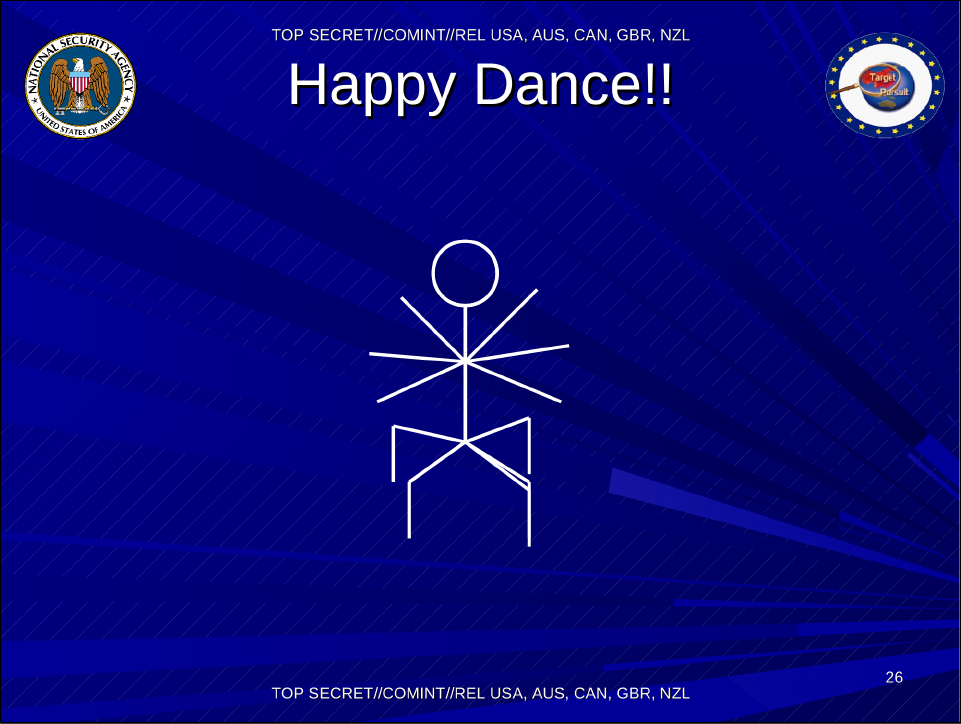 TOP SECRET//COMINT//REL USA, AUS, CAN, GBR, NZL
NATIONAL SECURITY AGENCY
UNITED STATES OF AMERICA
Happy Dance!!
Target
Pursuit
26
TOP SECRET//COMINT//REL USA, AUS, CAN, GBR, NZL